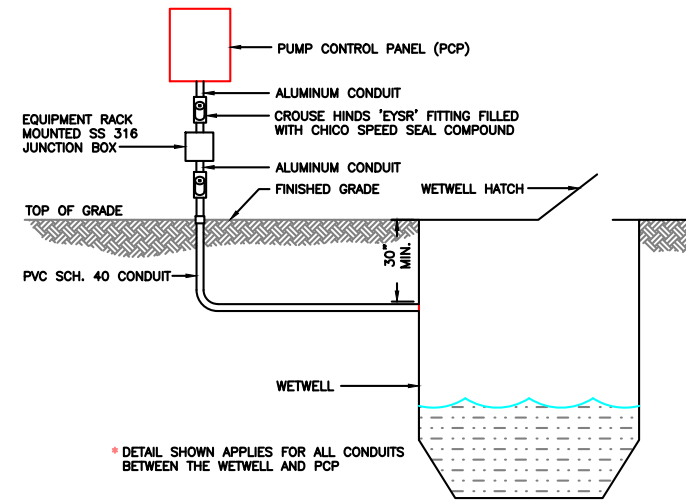 PUMP CONTROL PANEL (PCP)
ALUMINUM CONDUIT
CROUSE HINDS 'EYSR' FITTING FILLED
WITH CHICO SPEED SEAL COMPOUND
EQUIPMENT RACK
MOUNTED SS 316
JUNCTION BOX
ALUMINUM CONDUIT
FINISHED GRADE
WETWELL HATCH
TOP OF GRADE
30"
MIN.
PVC SCH. 40 CONDUIT
WETWELL
* DETAIL SHOWN APPLIES FOR ALL CONDUITS
BETWEEN THE WETWELL AND PCP